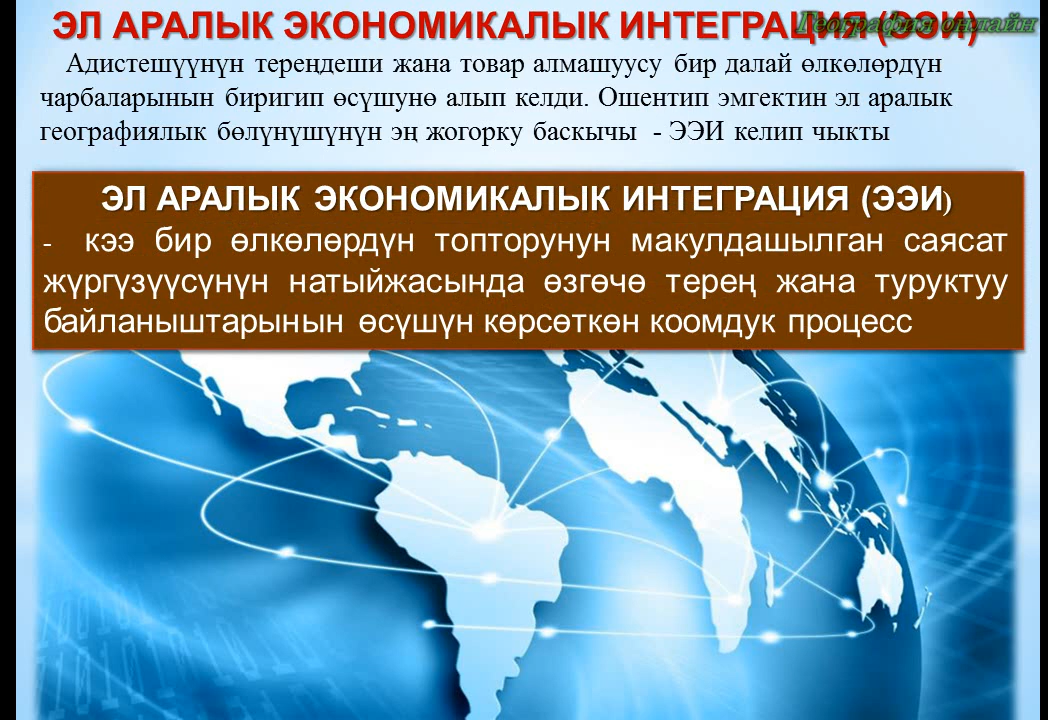 ЭЛ АРАЛЫК ЭКОНОМИКАЛЫК ИНТЕГРАЦИЯ (ЭЭИ)
География онлайн
Адистешүүнүн тереңдеши жана товар алмашуусу бир далай өлкөлөрдүн
чарбаларынын биригип өсүшунө алып келди. Ошентип эмгектин эл аралык
географиялык бөлүнүшүнүн эң жогорку баскычы - ЭЭИ келип чыкты
ЭЛ АРАЛЫК ЭКОНОМИКАЛЫК ИНТЕГРАЦИЯ (ЭЭИ)
- кээ бир өлкөлөрдүн топторунун макулдашылган саясат
жүргүзүүсүнүн натыйжасында өзгөчө терең жана туруктуу
байланыштарынын өсүшүн көрсөткөн коомдук процесс